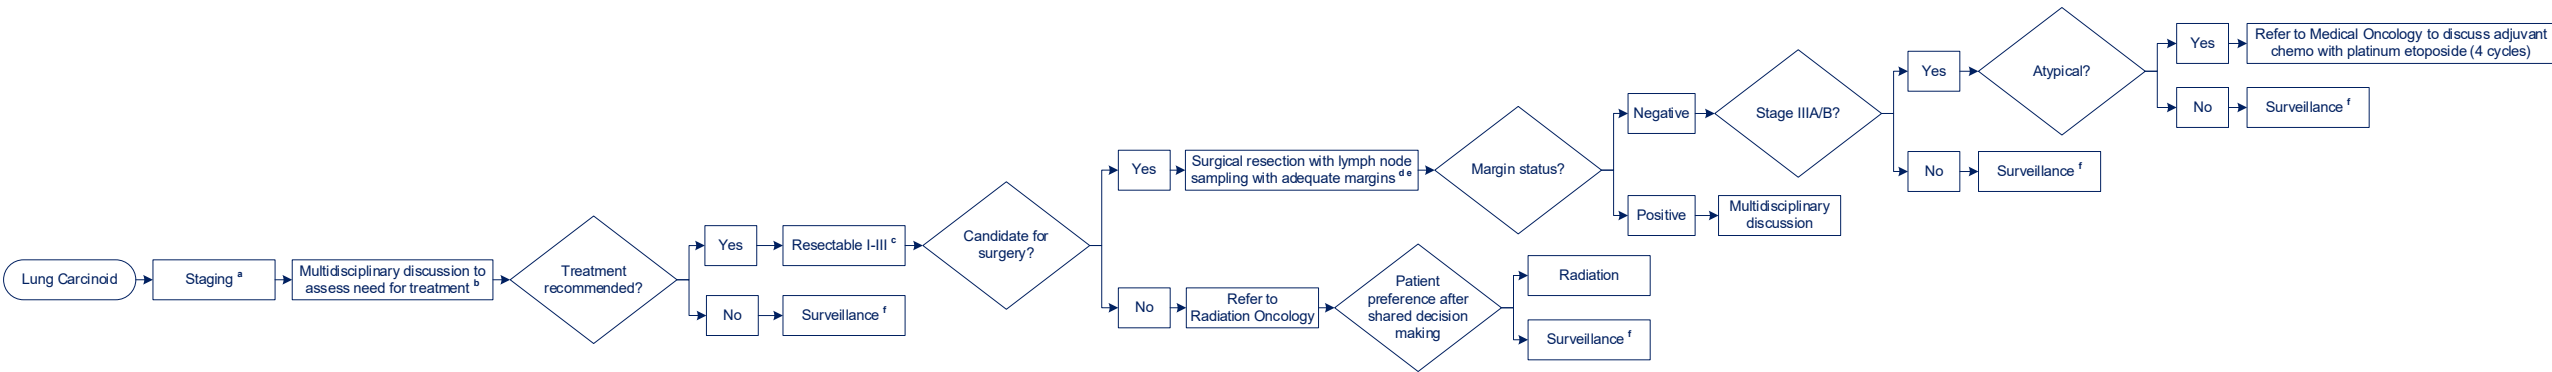 Lung Carcinoid
Staging a
Multidisciplinary discussion to
assess need for treatment b
Treatment
recommended?
Yes
Resectable I-III c
No
Surveillance f
Candidate for
surgery?
Yes
Surgical resection with lymph node
sampling with adequate margins d e
Margin status?
Negative
Stage IIIA/B?
Yes
Atypical?
Yes
Refer to Medical Oncology to discuss adjuvant
chemo with platinum etoposide (4 cycles)
No
Surveillance f
No
Surveillance f
Positive
Multidisciplinary
discussion
No
Refer to
Radiation Oncology
Patient
preference after
shared decision
making
Radiation
Surveillance f